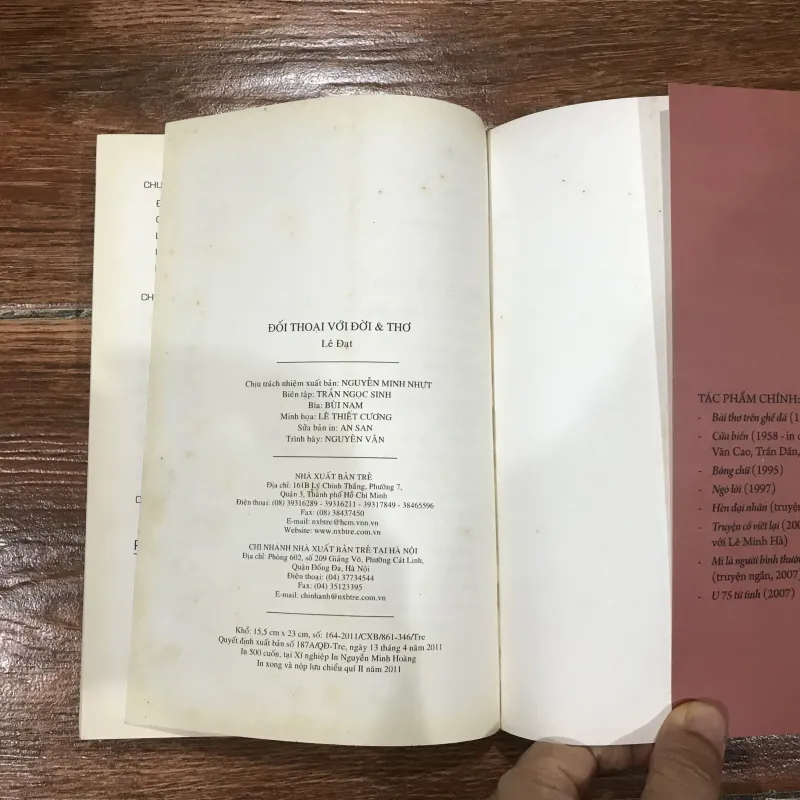 CHU
CH
ĐỐI THOẠI VỚI ĐỜI & THƠ
Lê Đạt
Chịu trách nhiệm xuất bản: NGUYỄN MINH NHỰT
Biên tập: TRẦN NGỌC SINH
Bìa: BÙI NAM
Minh họa: LÊ THIẾT CƯƠNG
Sửa bản in: AN SAN
Trình bày: NGUYÊN VÂN
NHÀ XUẤT BẢN TRẺ
Địa chỉ: 161B Lý Chính Thắng, Phường 7,
Quận 3, Thành phố Hồ Chí Minh
Điện thoại: (08) 39316289 - 39316211 - 39317849 - 38465596
Fax: (08) 38437450
E-mail: nxbtre@hcm.vnn.vn
Website: www.nxbtre.com.vn
CHI NHÁNH NHÀ XUẤT BẢN TRẺ TẠI HÀ NỘI
Địa chỉ: Phòng 602, số 209 Giảng Võ, Phường Cát Linh,
Quận Đống Đa, Hà Nội
Điện thoại: (04) 37734544
Fax: (04) 35123395
E-mail: chinhanh@nxbtre.com.vn
Khổ: 15,5 cm x 23 cm, số: 164-2011/CXB/861-346/Tre
Quyết định xuất bản số 187A/QĐ-Tre, ngày 13 tháng 4 năm 2011
In 500 cuốn, tại Xí nghiệp In Nguyễn Minh Hoàng
In xong và nộp lưu chiểu quí II năm 2011
TÁC PHẨM CHÍNH:
- Bài thơ trên ghế đá (1
- Cửa biển (1958 - in c
Văn Cao, Trần Dần,
- Bóng chữ (1995)
- Ngó lời (1997)
- Hèn đại nhân (truyện
- Truyện cổ viết lại (200
với Lê Minh Hà)
- Mi là người bình thườ
(truyện ngắn, 2007)
- U 75 từ tình (2007)